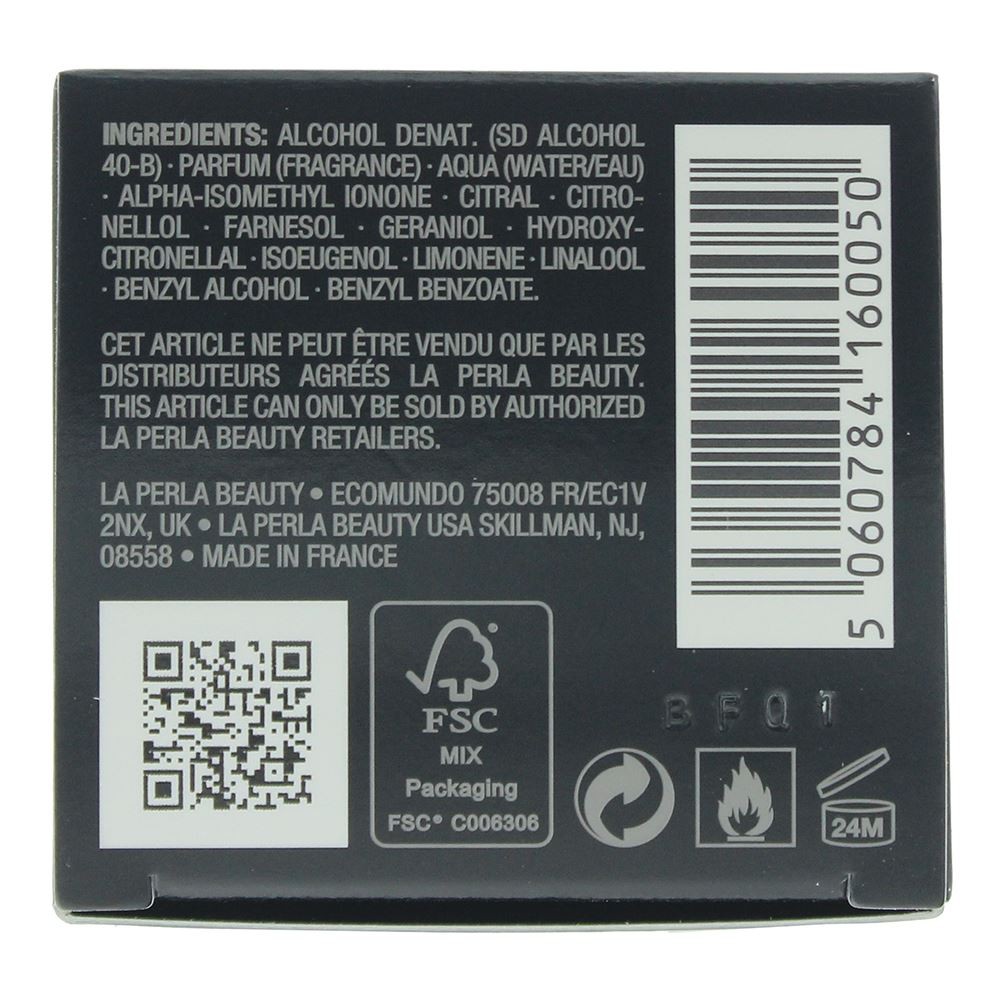 INGREDIENTS: ALCOHOL DENAT. (SD ALCOHOL
40-B) · PARFUM (FRAGRANCE) · AQUA (WATER/EAU)
· ALPHA-ISOMETHYL IONONE · CITRAL · CITRO-
NELLOL · FARNESOL · GERANIOL · HYDROXY-
CITRONELLAL · ISOEUGENOL · LIMONENE · LINALOOL
· BENZYL ALCOHOL · BENZYL BENZOATE.
CET ARTICLE NE PEUT ÊTRE VENDU QUE PAR LES
DISTRIBUTEURS AGRÉÉS LA PERLA BEAUTY.
THIS ARTICLE CAN ONLY BE SOLD BY AUTHORIZED
LA PERLA BEAUTY RETAILERS.
LA PERLA BEAUTY • ECOMUNDO 75008 FR/EC1V
2NX, UK • LA PERLA BEAUTY USA SKILLMAN, NJ,
08558 • MADE IN FRANCE
5 060784 160050
FSC
MIX
Packaging
FSC® C006306
BFQ1
24M